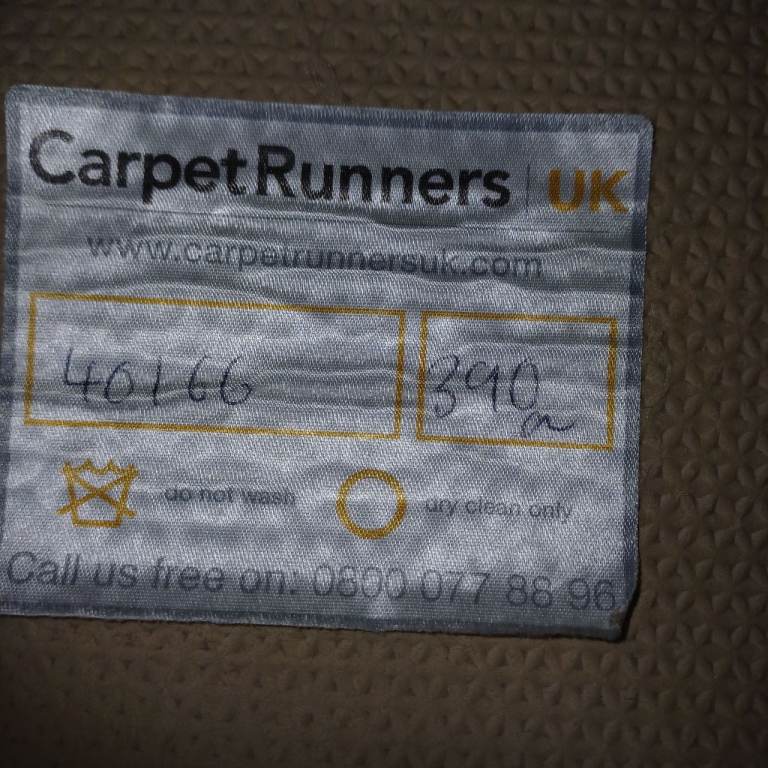 CarpetRunners | UK
www.carpetrunnersuk.com
40166 390
do not wash dry clean only
Call us free on: 0800 077 88 96